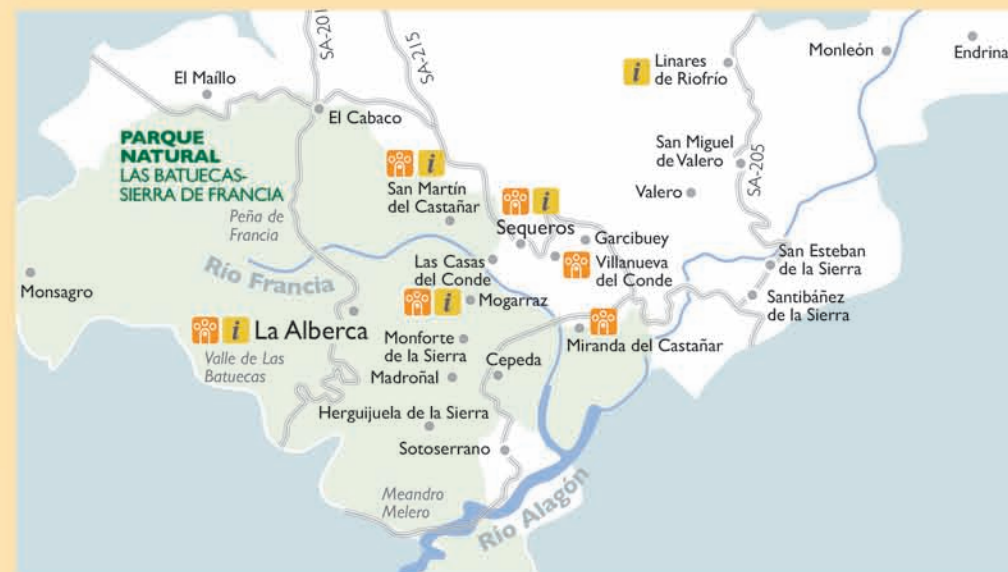 SA-201
SA-215
Monleón
Endrina
Linares
de Riofrío
El Maíllo
El Cabaco
PARQUE
NATURAL
LAS BATUECAS-
SIERRA DE FRANCIA
San Miguel
de Valero
SA-205
i
San Martín
del Castañar
i
Valero
i
Peña de
Francia
Sequeros
Garcibuey
San Esteban
de la Sierra
Río Francia
Las Casas
del Conde
Villanueva
del Conde
Monsagro
i
Mogarraz
Santibáñez
de la Sierra
i
La Alberca
Monforte
de la Sierra
Miranda del Castañar
Valle de Las
Batuecas
Cepeda
Madroñal
Herguijuela de la Sierra
Sotoserrano
Meandro
Melero
Río Alagón